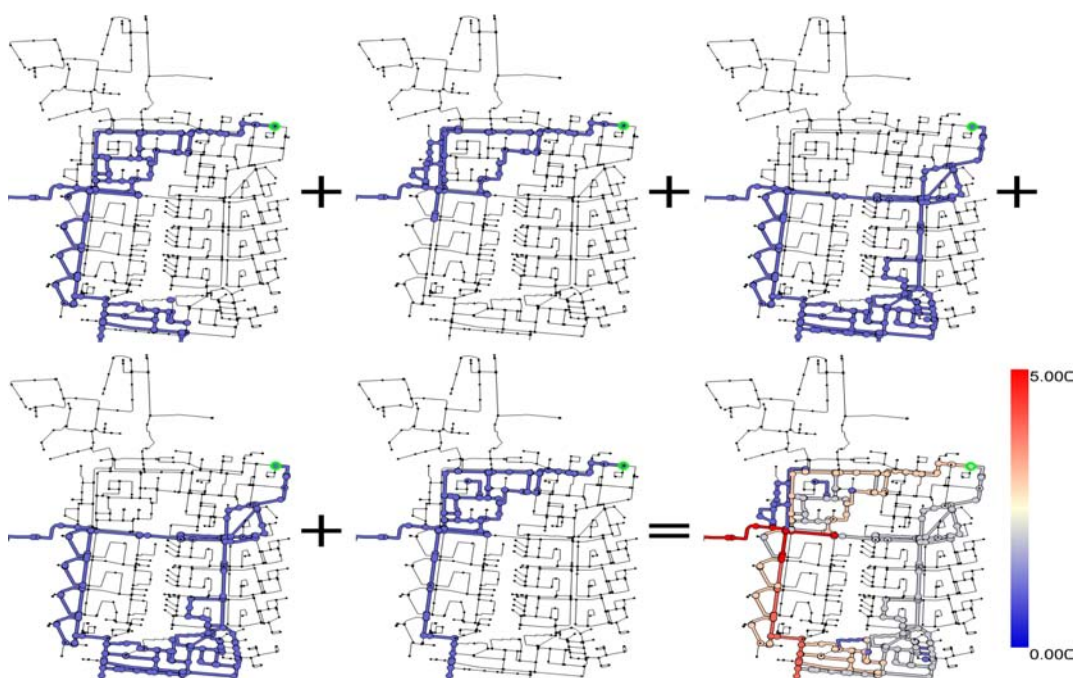 + + +
5.00C
+ =
0.00C